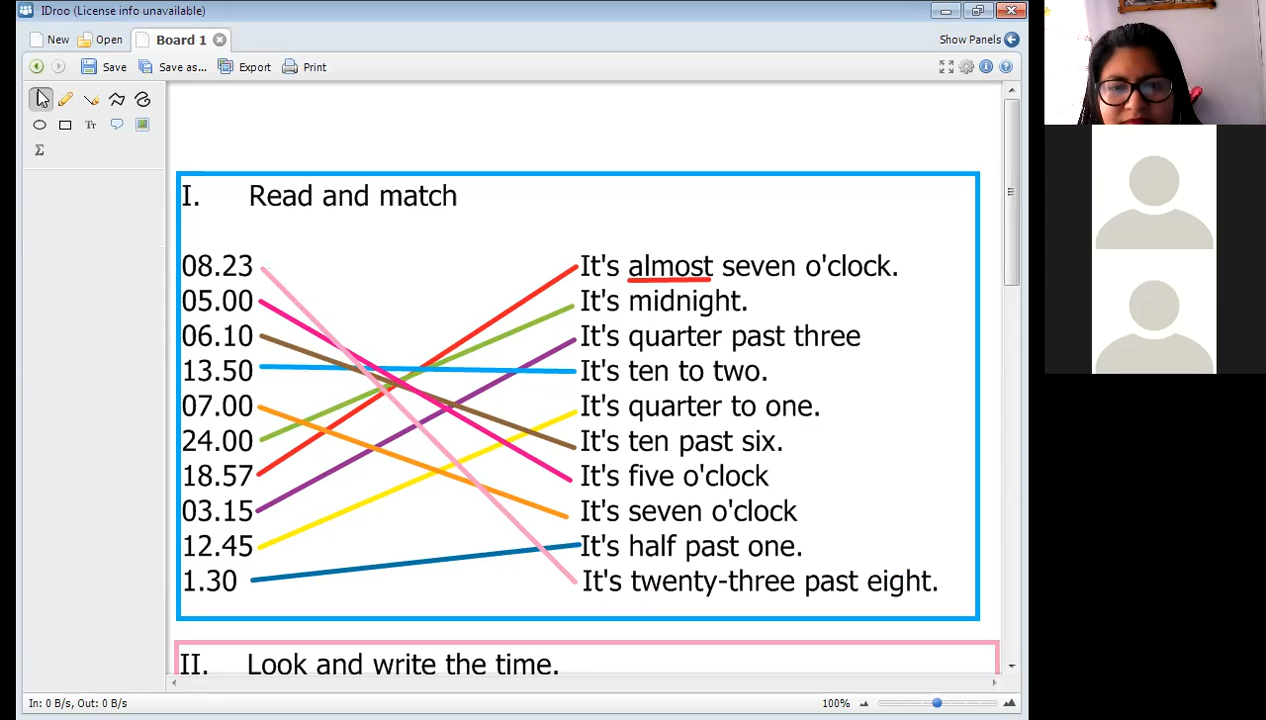 IDroo (License info unavailable)
New Open Board 1 Show Panels
Save Save as... Export Print
Tr
Σ
I. Read and match
08.23 It's almost seven o'clock.
05.00 It's midnight.
06.10 It's quarter past three
13.50 It's ten to two.
07.00 It's quarter to one.
24.00 It's ten past six.
18.57 It's five o'clock
03.15 It's seven o'clock
12.45 It's half past one.
1.30 It's twenty-three past eight.
II. Look and write the time.
In: 0 B/s, Out: 0 B/s 100%